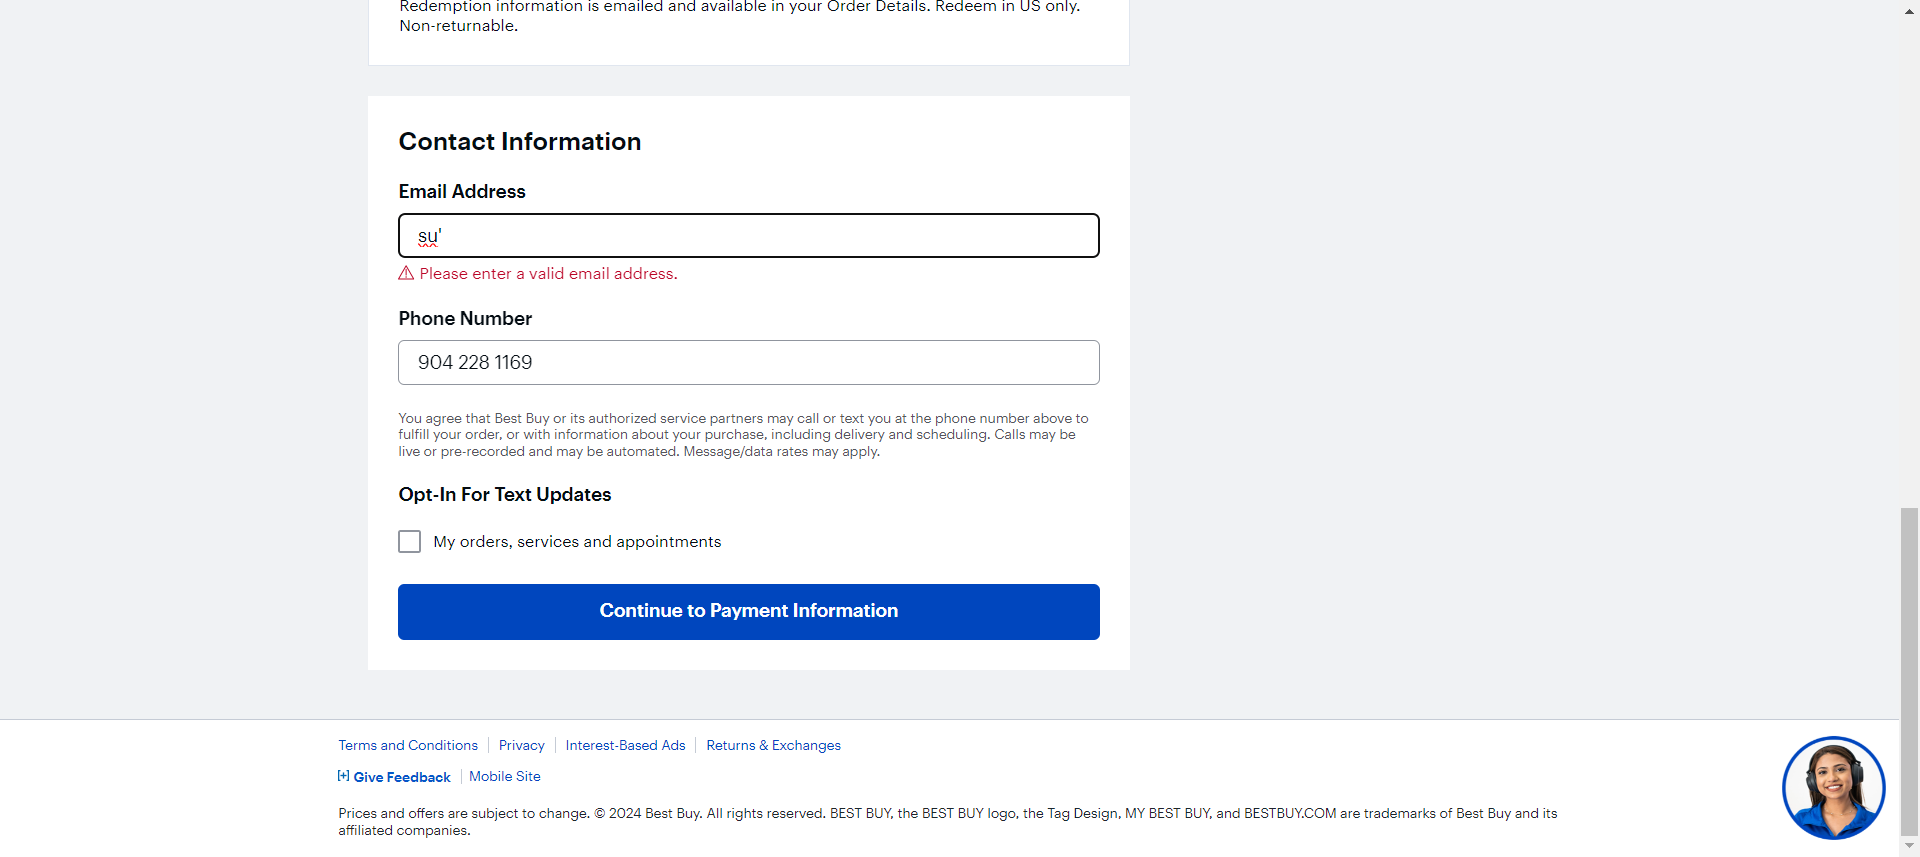 Redemption information is emailed and available in your Order Details. Redeem in US only.
Non-returnable.
Contact Information
Email Address
su'
Please enter a valid email address.
Phone Number
904 228 1169
You agree that Best Buy or its authorized service partners may call or text you at the phone number above to
fulfill your order, or with information about your purchase, including delivery and scheduling. Calls may be
live or pre-recorded and may be automated. Message/data rates may apply.
Opt-In For Text Updates
My orders, services and appointments
Continue to Payment Information
Terms and Conditions Privacy Interest-Based Ads Returns & Exchanges
[+] Give Feedback Mobile Site
Prices and offers are subject to change. © 2024 Best Buy. All rights reserved. BEST BUY, the BEST BUY logo, the Tag Design, MY BEST BUY, and BESTBUY.COM are trademarks of Best Buy and its
affiliated companies.